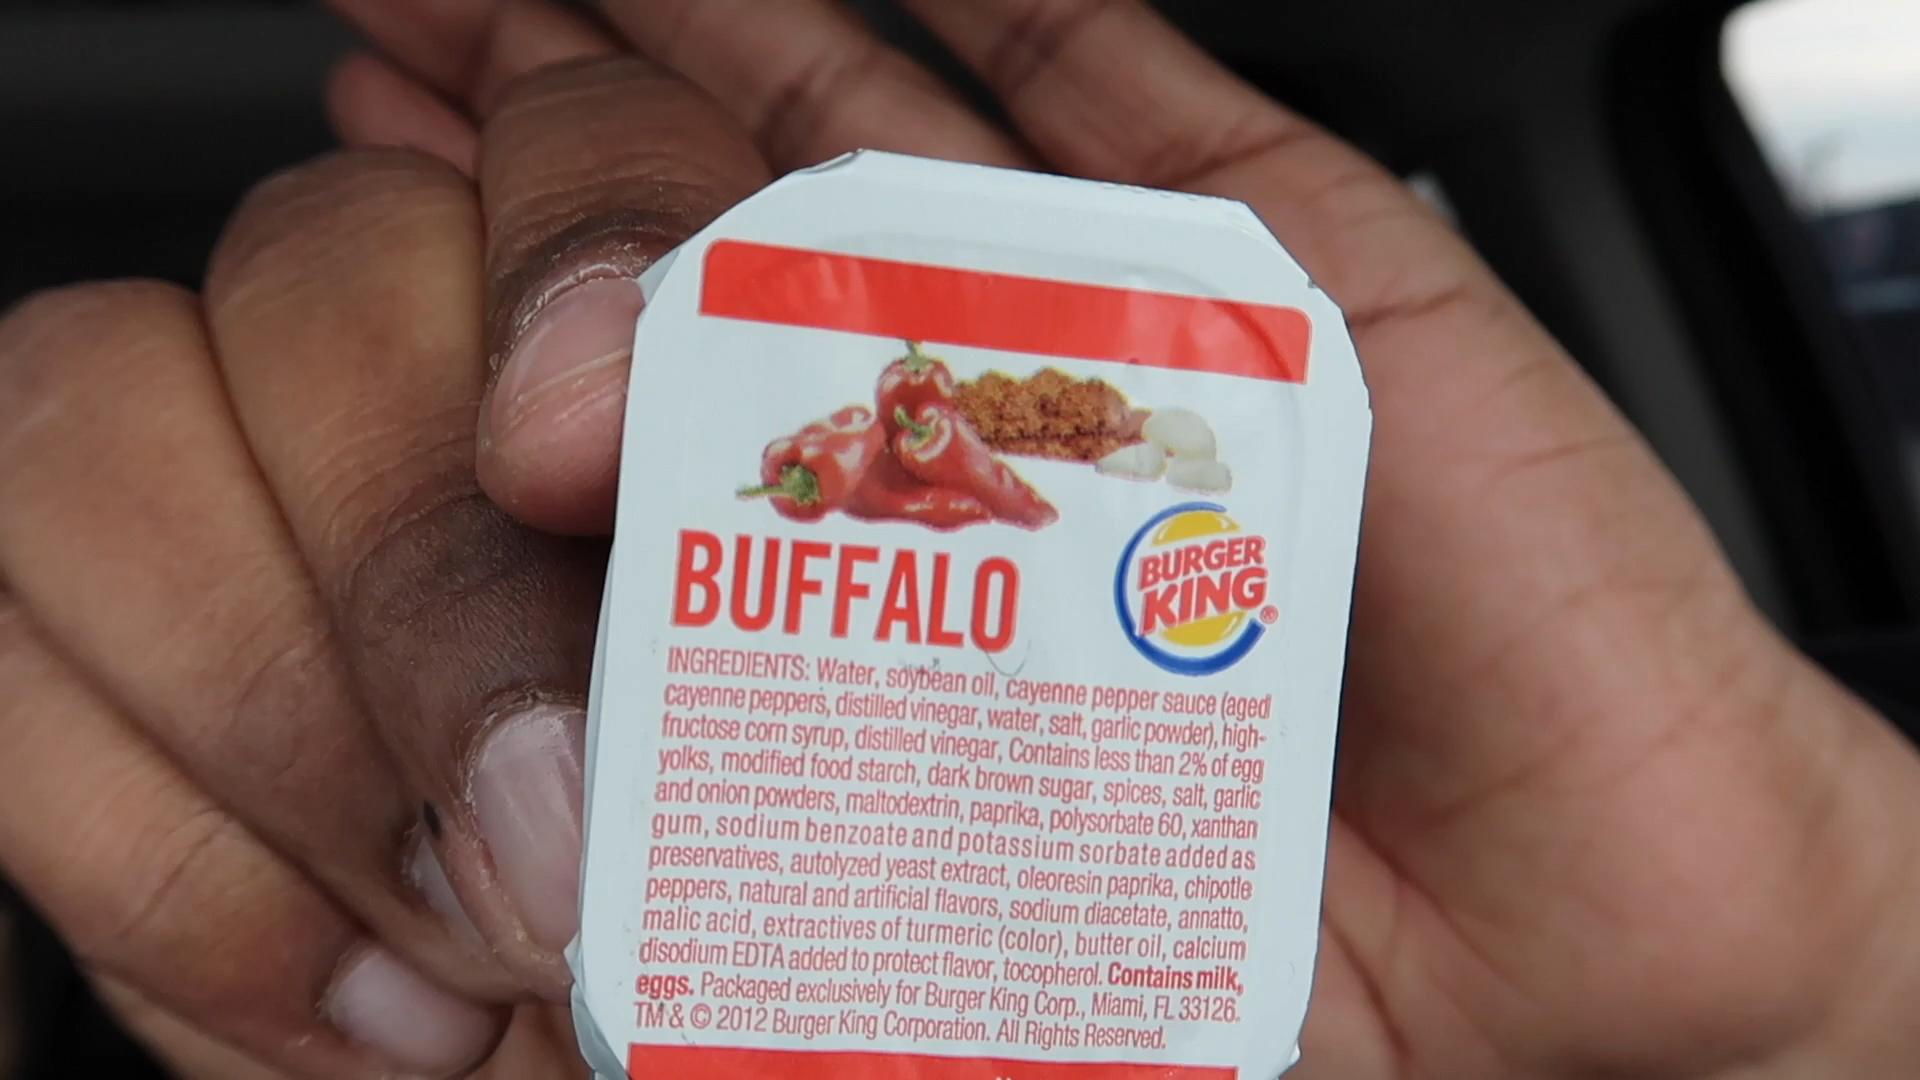 BUFFALO
BURGER
KING®
INGREDIENTS: Water, soybean oil, cayenne pepper sauce (aged
cayenne peppers, distilled vinegar, water, salt, garlic powder), high-
fructose corn syrup, distilled vinegar, Contains less than 2% of egg
yolks, modified food starch, dark brown sugar, spices, salt, garlic
and onion powders, maltodextrin, paprika, polysorbate 60, xanthan
gum, sodium benzoate and potassium sorbate added as
preservatives, autolyzed yeast extract, oleoresin paprika, chipotle
peppers, natural and artificial flavors, sodium diacetate, annatto,
malic acid, extractives of turmeric (color), butter oil, calcium
disodium EDTA added to protect flavor, tocopherol. Contains milk,
eggs. Packaged exclusively for Burger King Corp., Miami, FL 33126.
TM & © 2012 Burger King Corporation. All Rights Reserved.